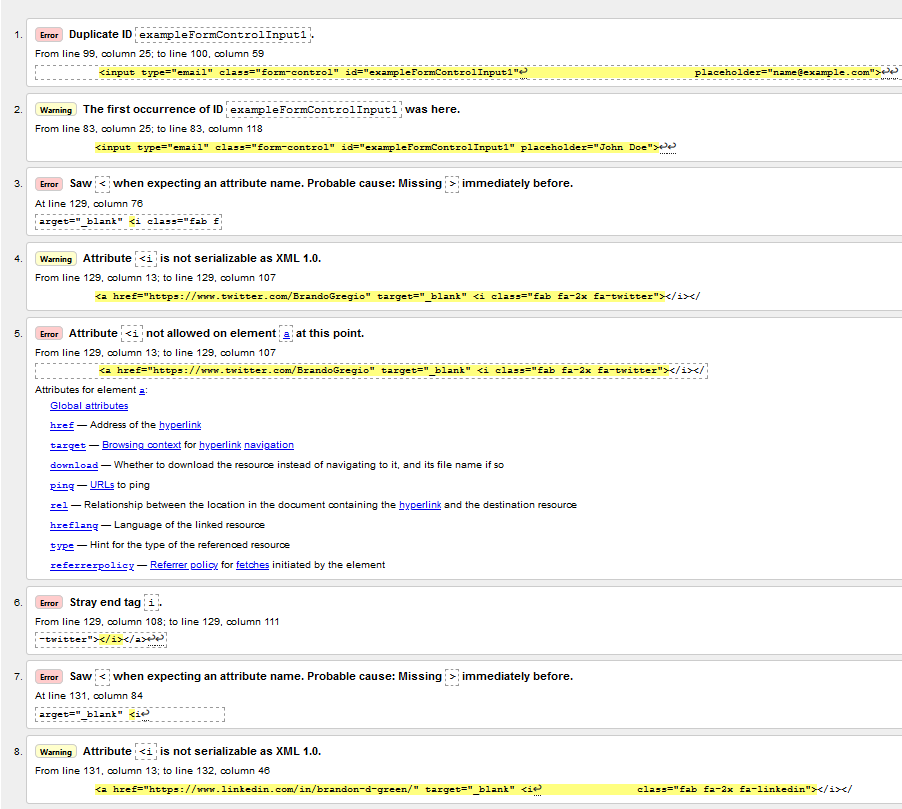 1. Error Duplicate ID exampleFormControlInput1.
From line 99, column 25; to line 100, column 59
<input type="email" class="form-control" id="exampleFormControlInput1"↩ placeholder="name@example.com">↩↩
2. Warning The first occurrence of ID exampleFormControlInput1 was here.
From line 83, column 25; to line 83, column 118
<input type="email" class="form-control" id="exampleFormControlInput1" placeholder="John Doe">↩↩
3. Error Saw < when expecting an attribute name. Probable cause: Missing > immediately before.
At line 129, column 76
arget="_blank" <i class="fab f
4. Warning Attribute <i is not serializable as XML 1.0.
From line 129, column 13; to line 129, column 107
<a href="https://www.twitter.com/BrandoGregio" target="_blank" <i class="fab fa-2x fa-twitter"></i></
5. Error Attribute <i not allowed on element a at this point.
From line 129, column 13; to line 129, column 107
<a href="https://www.twitter.com/BrandoGregio" target="_blank" <i class="fab fa-2x fa-twitter"></i></
Attributes for element a:
Global attributes
href — Address of the hyperlink
target — Browsing context for hyperlink navigation
download — Whether to download the resource instead of navigating to it, and its file name if so
ping — URLs to ping
rel — Relationship between the location in the document containing the hyperlink and the destination resource
hreflang — Language of the linked resource
type — Hint for the type of the referenced resource
referrerpolicy — Referrer policy for fetches initiated by the element
6. Error Stray end tag i.
From line 129, column 108; to line 129, column 111
-twitter"></i></a>↩↩
7. Error Saw < when expecting an attribute name. Probable cause: Missing > immediately before.
At line 131, column 84
arget="_blank" <i↩
8. Warning Attribute <i is not serializable as XML 1.0.
From line 131, column 13; to line 132, column 46
<a href="https://www.linkedin.com/in/brandon-d-green/" target="_blank" <i↩ class="fab fa-2x fa-linkedin"></i></